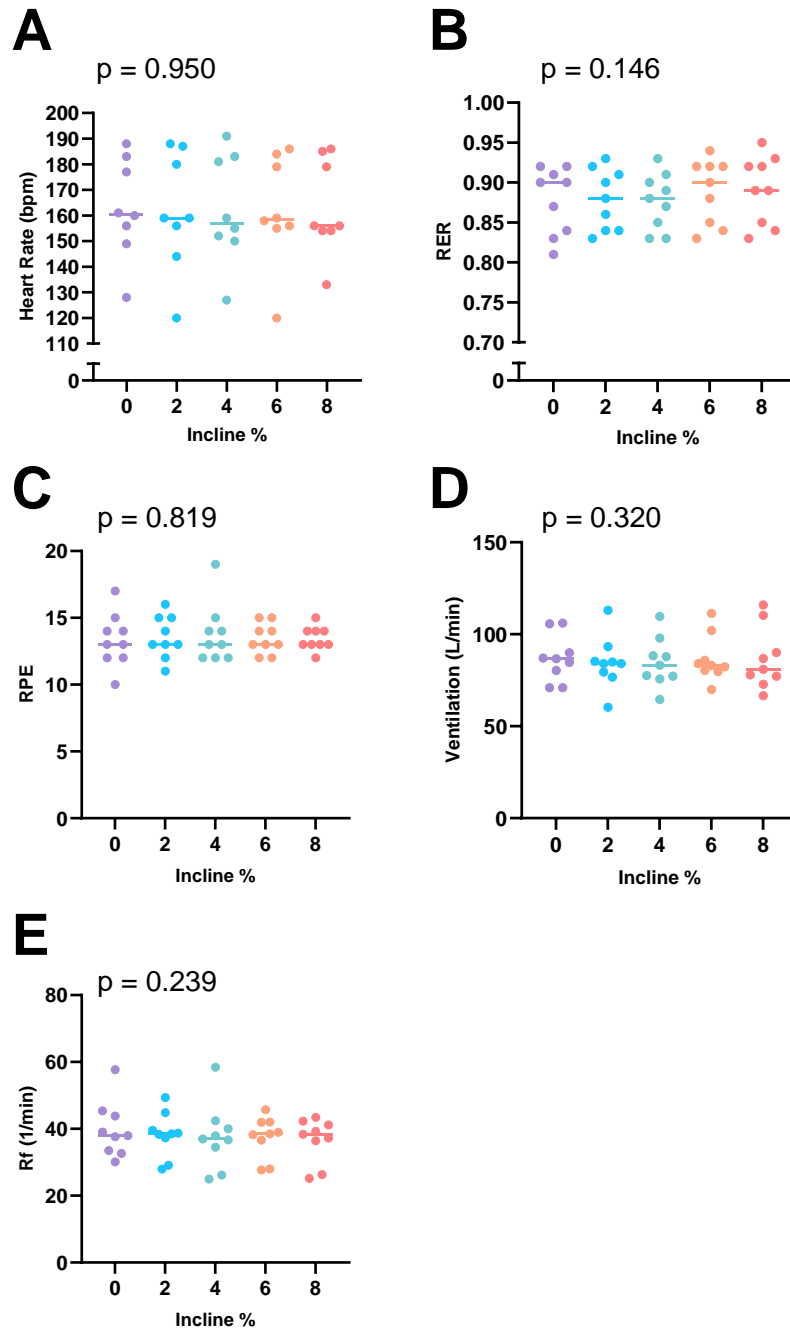 A
p = 0.950
200
190
180
170
160
150
140
130
120
110
0
Heart Rate (bpm)
0 2 4 6 8
Incline %
B
p = 0.146
1.00
0.95
0.90
0.85
0.80
0.75
0.70
0
RER
0 2 4 6 8
Incline %
C
p = 0.819
20
15
10
5
0
RPE
0 2 4 6 8
Incline %
D
p = 0.320
150
100
50
0
Ventilation (L/min)
0 2 4 6 8
Incline %
E
p = 0.239
80
60
40
20
0
Rf (1/min)
0 2 4 6 8
Incline %